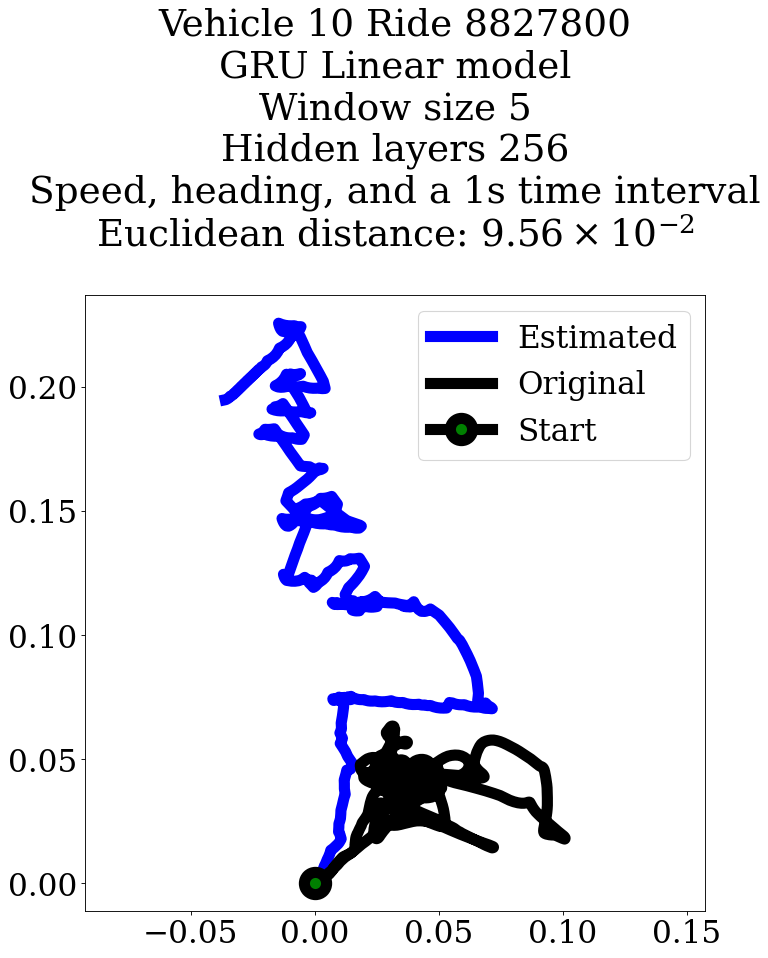 Vehicle 10 Ride 8827800
GRU Linear model
Window size 5
Hidden layers 256
Speed, heading, and a 1s time interval
Euclidean distance: 9.56 × 10⁻²
Estimated
Original
Start
0.20
0.15
0.10
0.05
0.00
−0.05 0.00 0.05 0.10 0.15